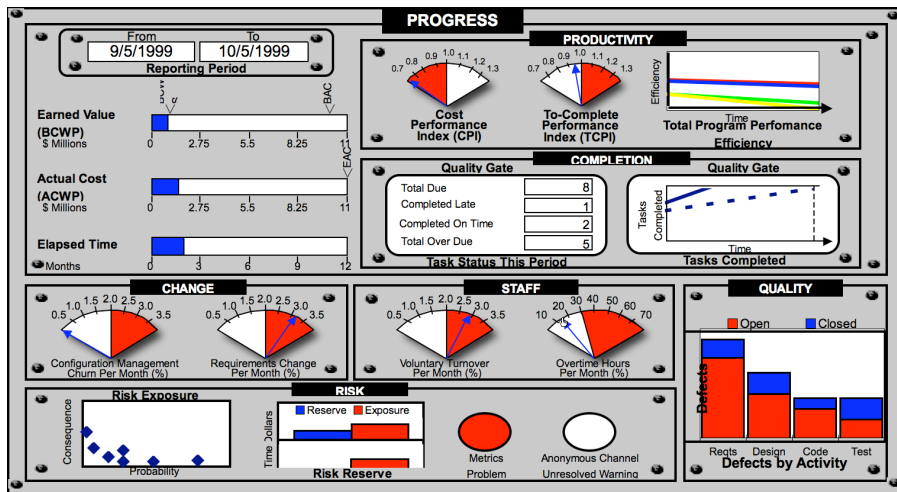 PROGRESS
From To
9/5/1999 10/5/1999
Reporting Period
BAC
Earned Value
(BCWP)
$ Millions
0 2.75 5.5 8.25 11
EAC
Actual Cost
(ACWP)
$ Millions
0 2.75 5.5 8.25 11
Elapsed Time
Months
0 3 6 9 12
PRODUCTIVITY
0.7 0.8 0.9 1.0 1.1 1.2 1.3
Cost
Performance
Index (CPI)
0.7 0.8 0.9 1.0 1.1 1.2 1.3
To-Complete
Performance
Index (TCPI)
Efficiency
Time
Total Program Perfomance
Efficiency
COMPLETION
Quality Gate
Total Due 8
Completed Late 1
Completed On Time 2
Total Over Due 5
Task Status This Period
Quality Gate
Tasks
Completed
Time
Tasks Completed
CHANGE
0.5 1.0 1.5 2.0 2.5 3.0 3.5
Configuration Management
Churn Per Month (%)
0.5 1.0 1.5 2.0 2.5 3.0 3.5
Requirements Change
Per Month (%)
STAFF
0.5 1.0 1.5 2.0 2.5 3.0 3.5
Voluntary Turnover
Per Month (%)
10 20 30 40 50 60 70
Overtime Hours
Per Month (%)
QUALITY
Open Closed
Defects
Reqts Design Code Test
Defects by Activity
RISK
Risk Exposure
Consequence
Probability
Reserve Exposure
Time
Risk Reserve
Metrics
Problem
Anonymous Channel
Unresolved Warning